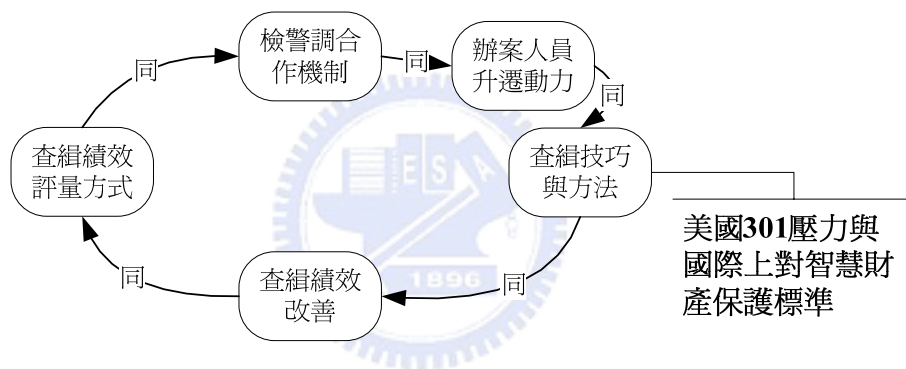 檢警調合
作機制
同
辦案人員
升遷動力
同
同
查緝績效
評量方式
查緝技巧
與方法
美國301壓力與
國際上對智慧財
產保護標準
同
查緝績效
改善
同
ESA
1896